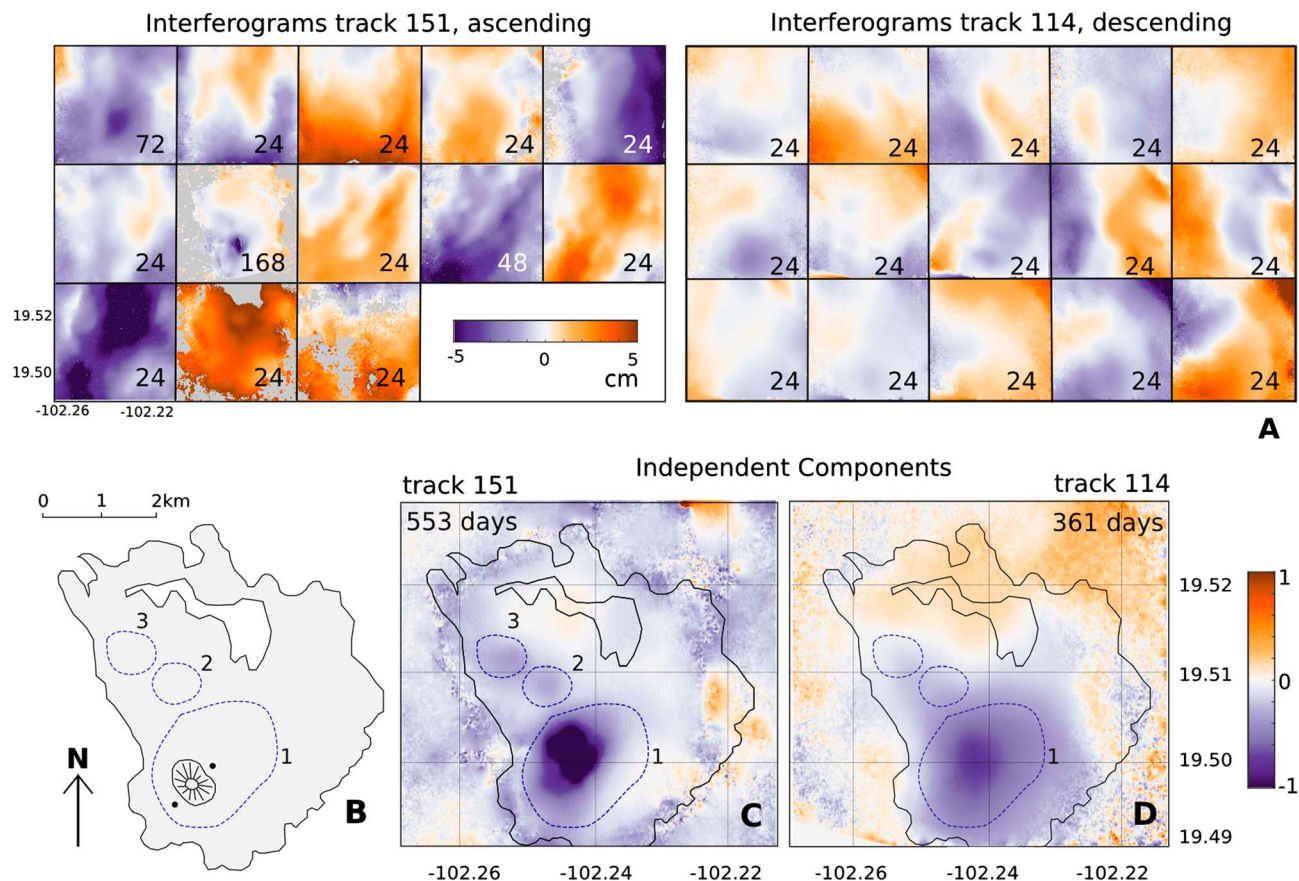 Interferograms track 151, ascending
Interferograms track 114, descending
72 24 24 24 24
24 24 24 24 24
24 168 24 48 24
24 24 24 24 24
19.52
19.50
24 24 24
-5 0 5
cm
24 24 24 24 24
-102.26 -102.22
A
Independent Components
0 1 2km
track 151
track 114
553 days
361 days
3
2
1
N
B
3
2
1
C
1
D
19.52
19.51
19.50
19.49
1
0
-1
-102.26 -102.24 -102.22
-102.26 -102.24 -102.22